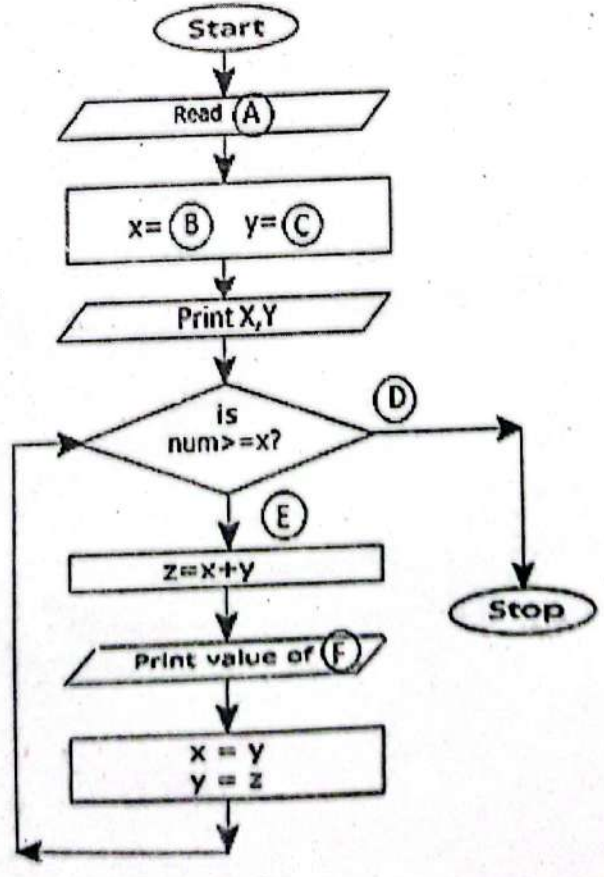 Start
Read A
x= B y= C
Print X,Y
is
num>=x?
D
E
z=x+y
Stop
Print value of F
x = y
y = z